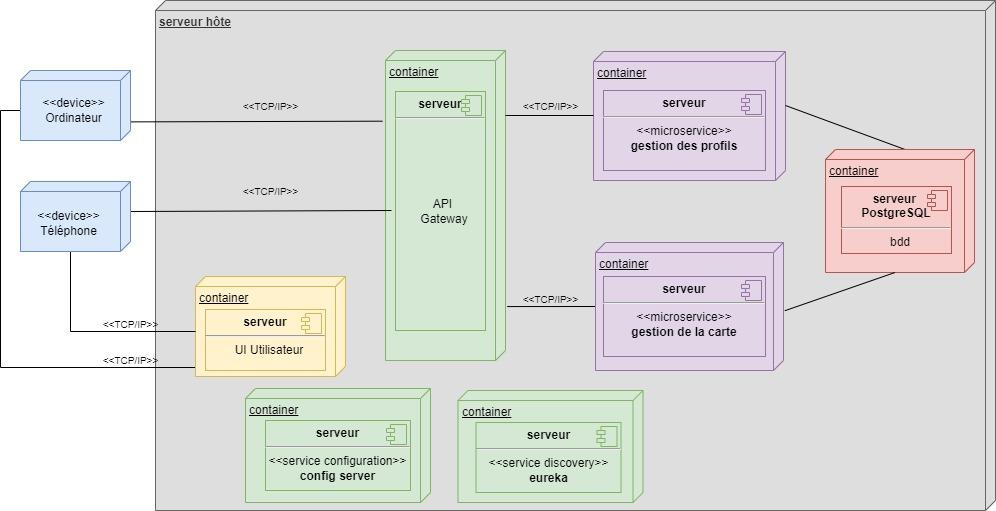 serveur hôte
<<device>>
Ordinateur
<<TCP/IP>>
container
serveur
API
Gateway
<<TCP/IP>>
container
serveur
<<microservice>>
gestion des profils
container
serveur
PostgreSQL
bdd
<<device>>
Téléphone
<<TCP/IP>>
container
serveur
<<microservice>>
gestion de la carte
<<TCP/IP>>
container
serveur
UI Utilisateur
<<TCP/IP>>
<<TCP/IP>>
container
serveur
<<service configuration>>
config server
container
serveur
<<service discovery>>
eureka